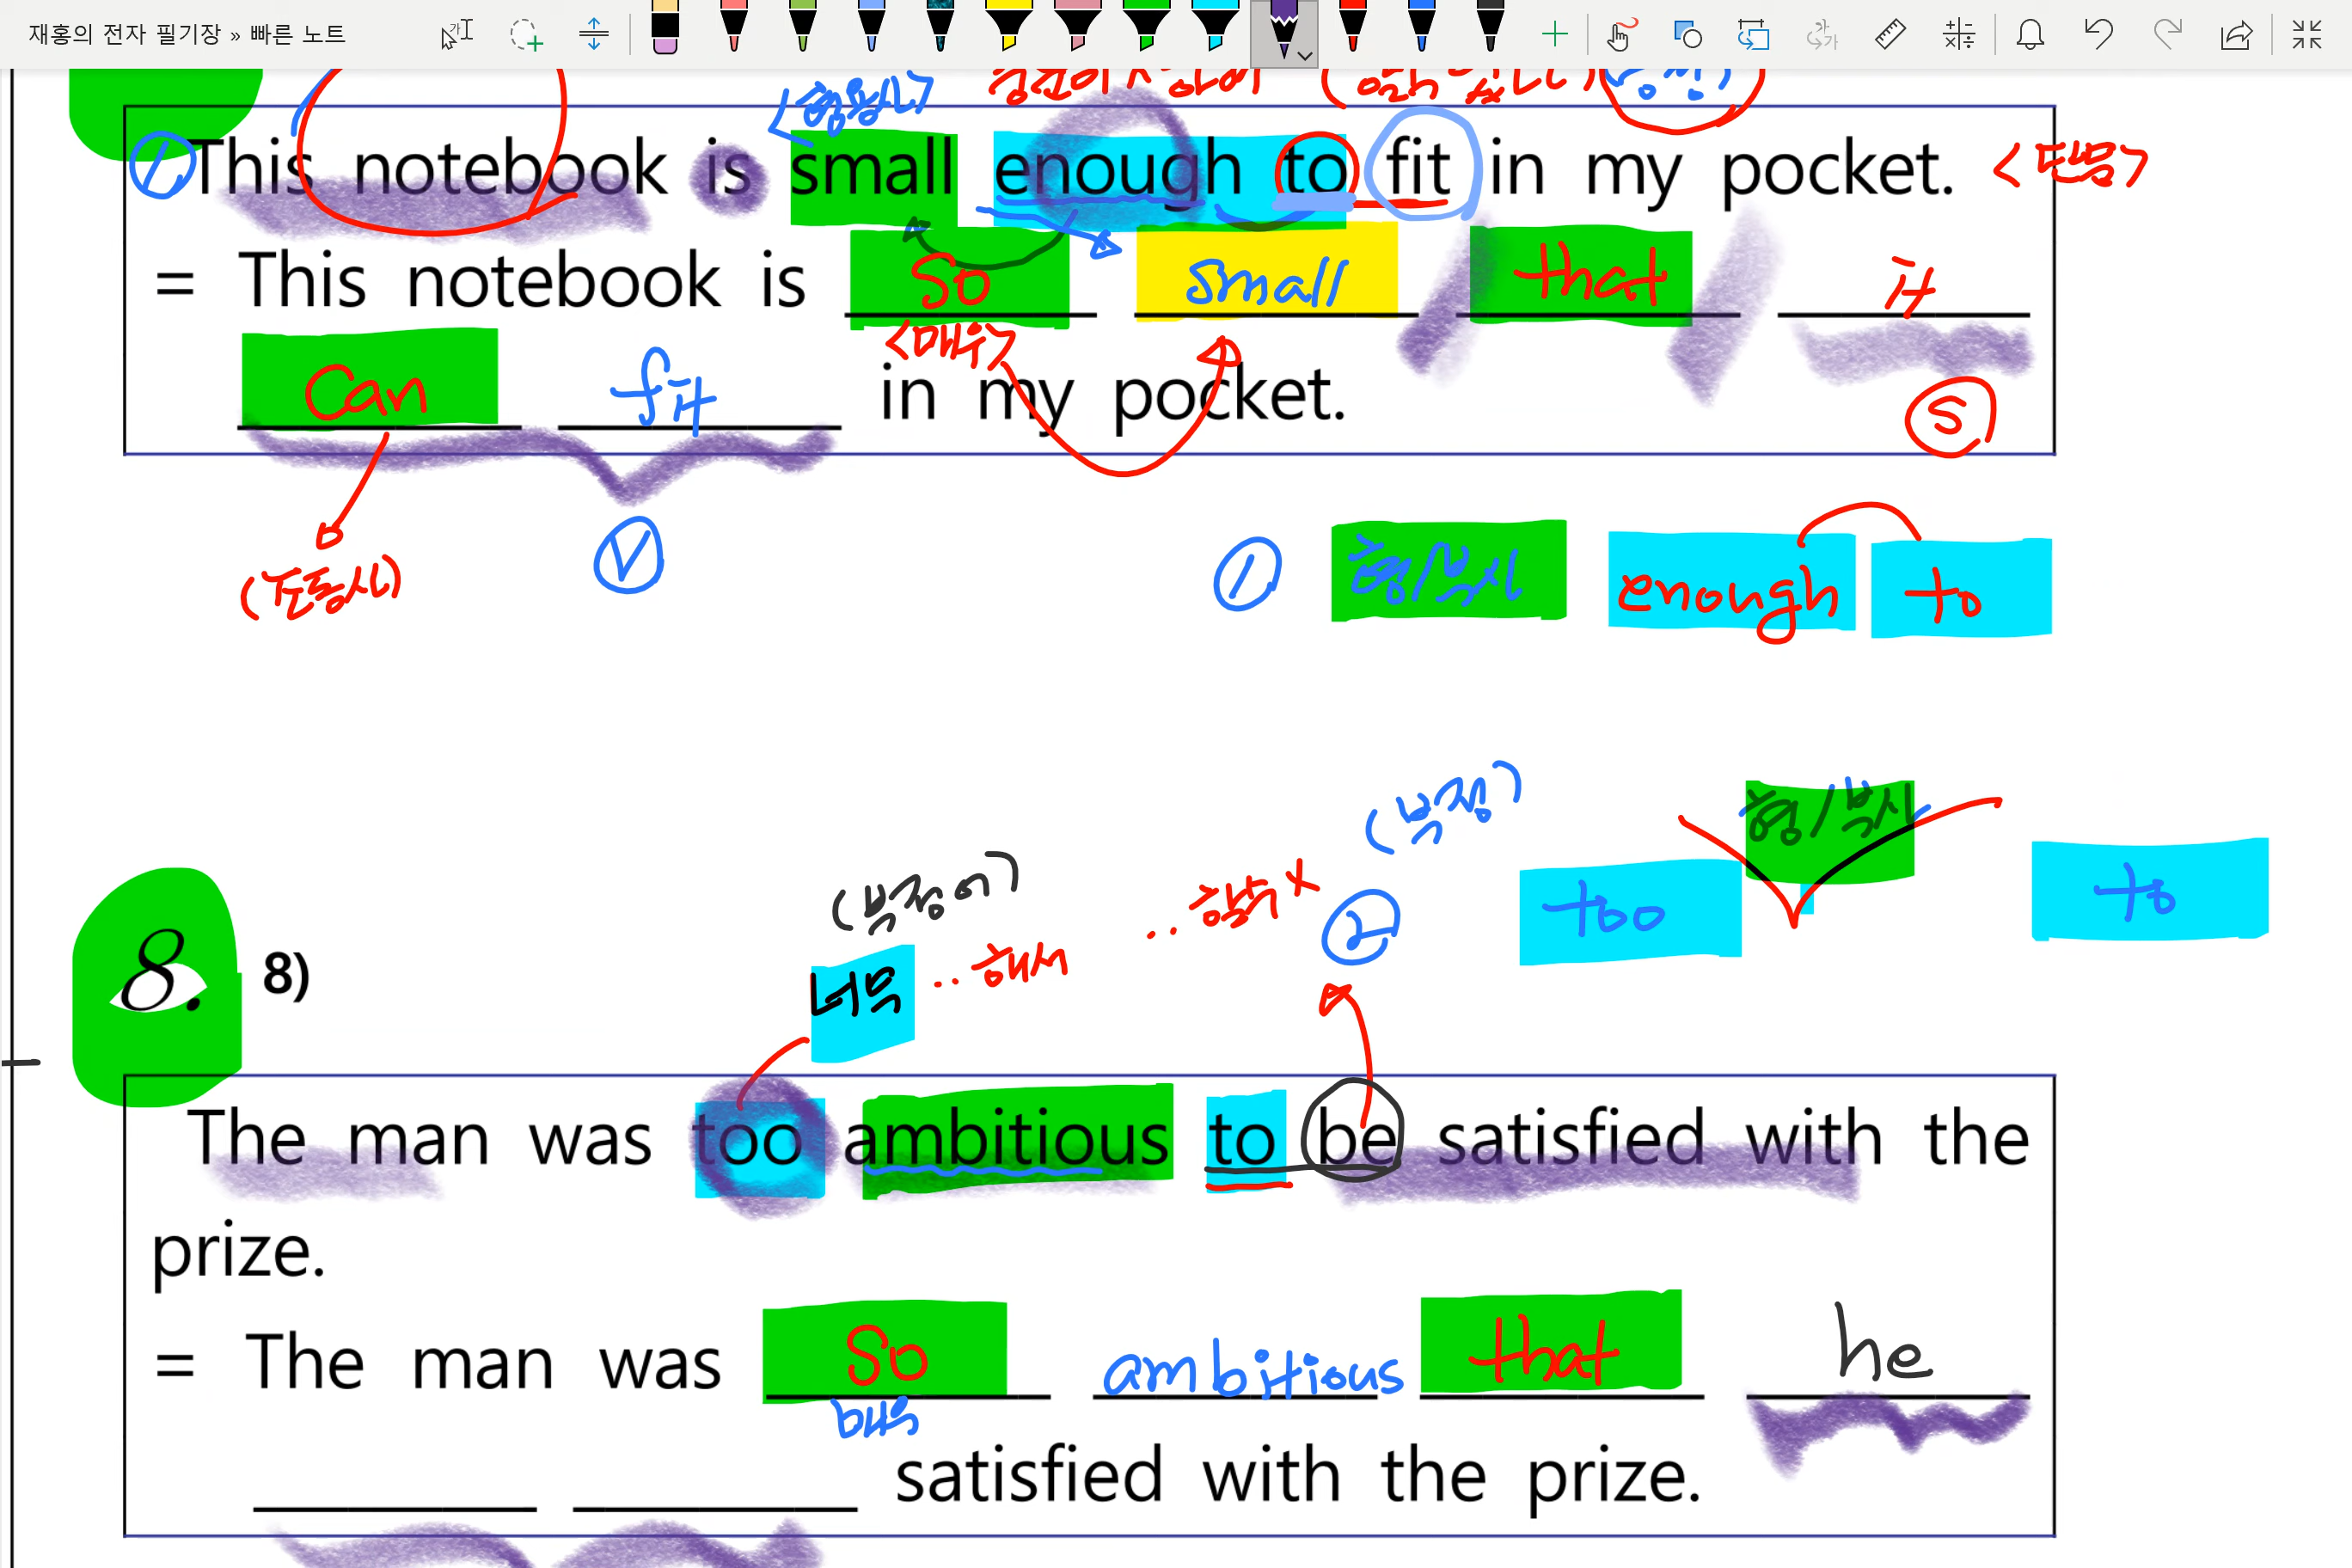 재홍의 전자 필기장 » 빠른 노트
<형용사>
① This notebook is small enough to fit in my pocket. <단문>
= This notebook is so small that it
<매우>
can fit in my pocket.
Ⓢ
(조동사) Ⓥ
① 형/부사 enough to
(부정) 형/부사
(부정어) ..할수 X ② too to
너무 ..해서
8. 8)
The man was too ambitious to be satisfied with the
prize.
= The man was so ambitious that he
매우
satisfied with the prize.